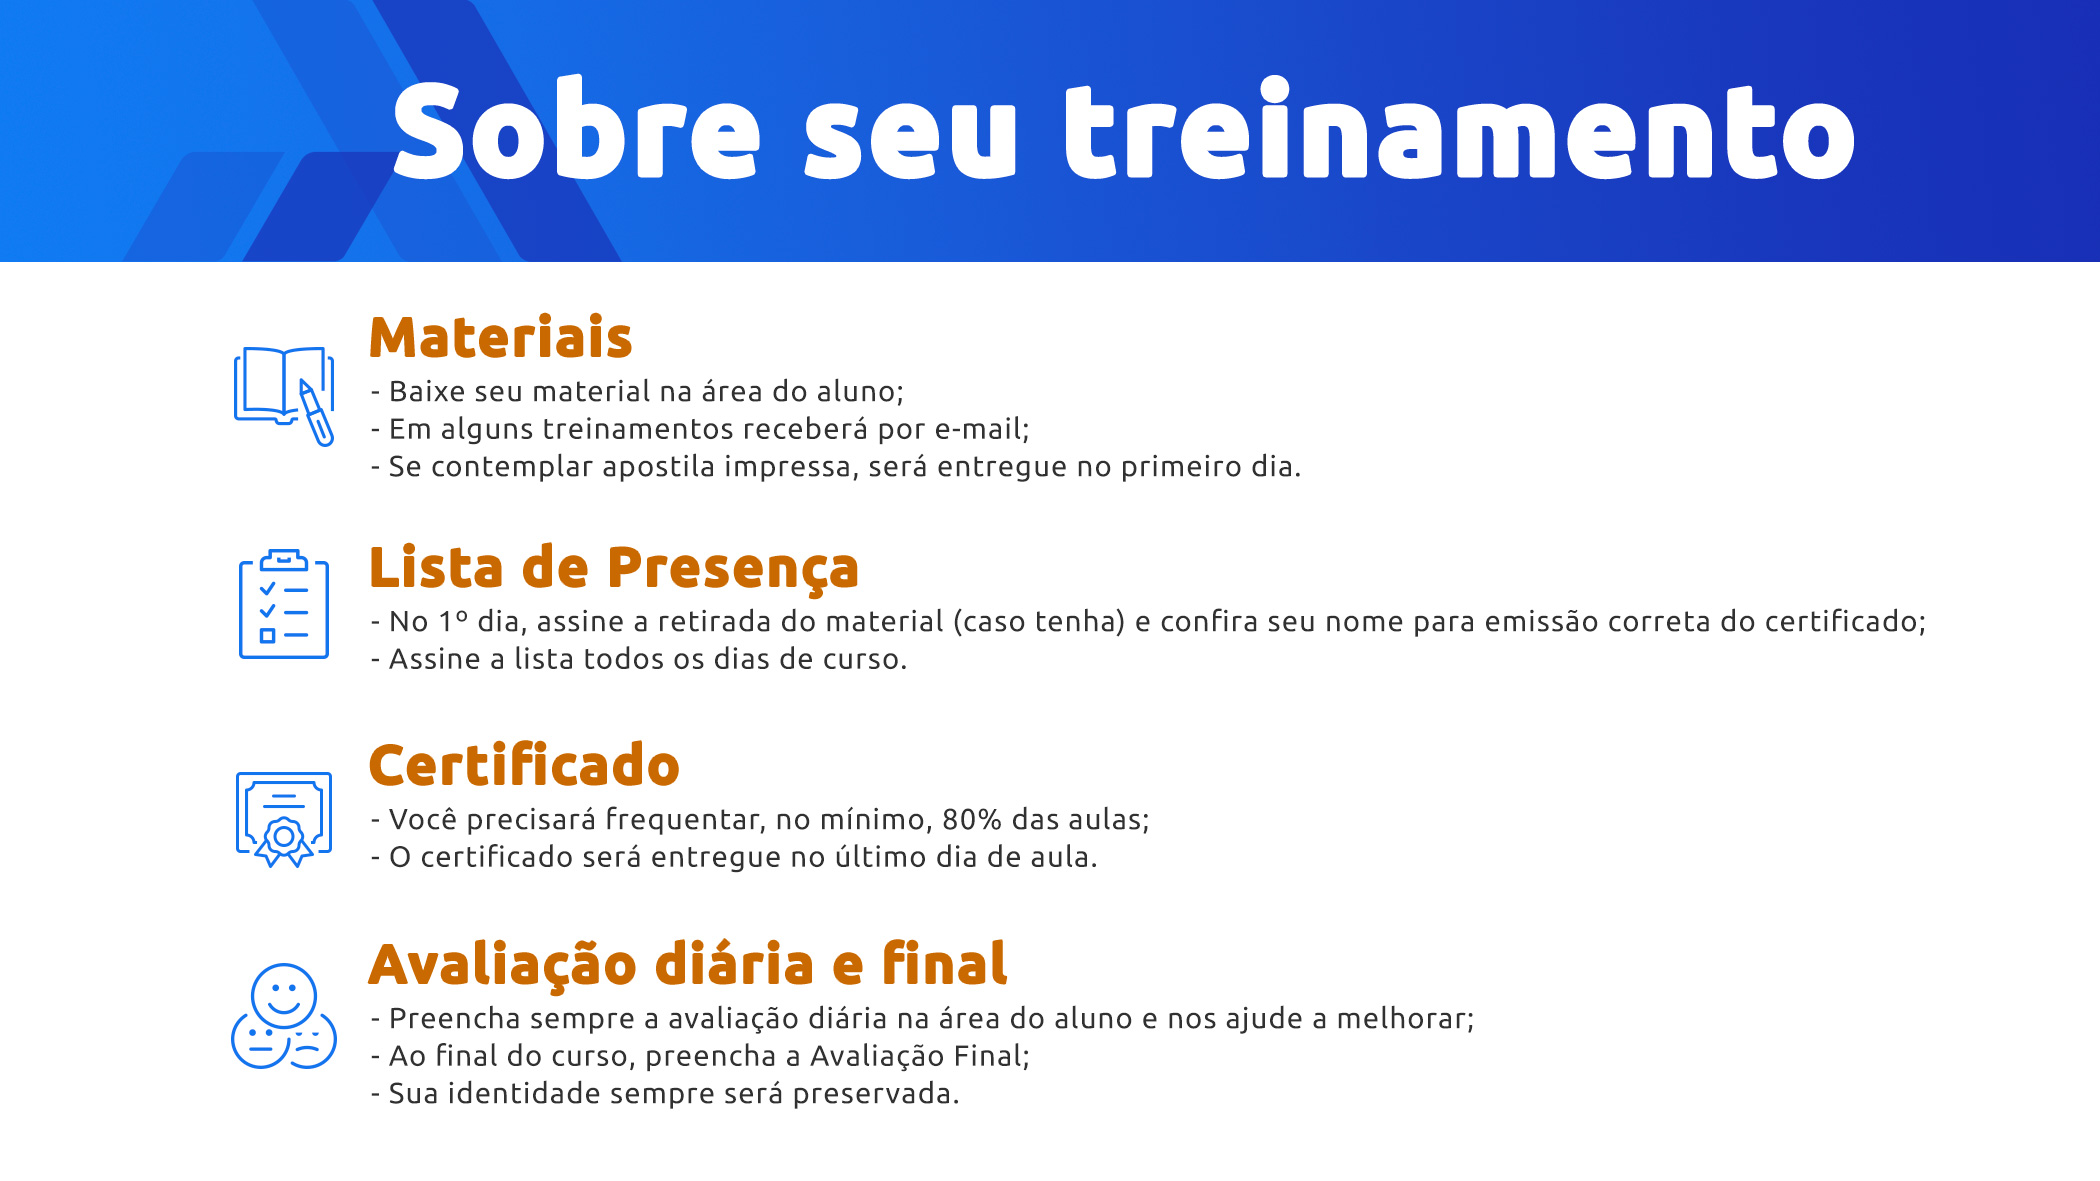 Sobre seu treinamento
Materiais
- Baixe seu material na área do aluno;
- Em alguns treinamentos receberá por e-mail;
- Se contemplar apostila impressa, será entregue no primeiro dia.
Lista de Presença
- No 1º dia, assine a retirada do material (caso tenha) e confira seu nome para emissão correta do certificado;
- Assine a lista todos os dias de curso.
Certificado
- Você precisará frequentar, no mínimo, 80% das aulas;
- O certificado será entregue no último dia de aula.
Avaliação diária e final
- Preencha sempre a avaliação diária na área do aluno e nos ajude a melhorar;
- Ao final do curso, preencha a Avaliação Final;
- Sua identidade sempre será preservada.